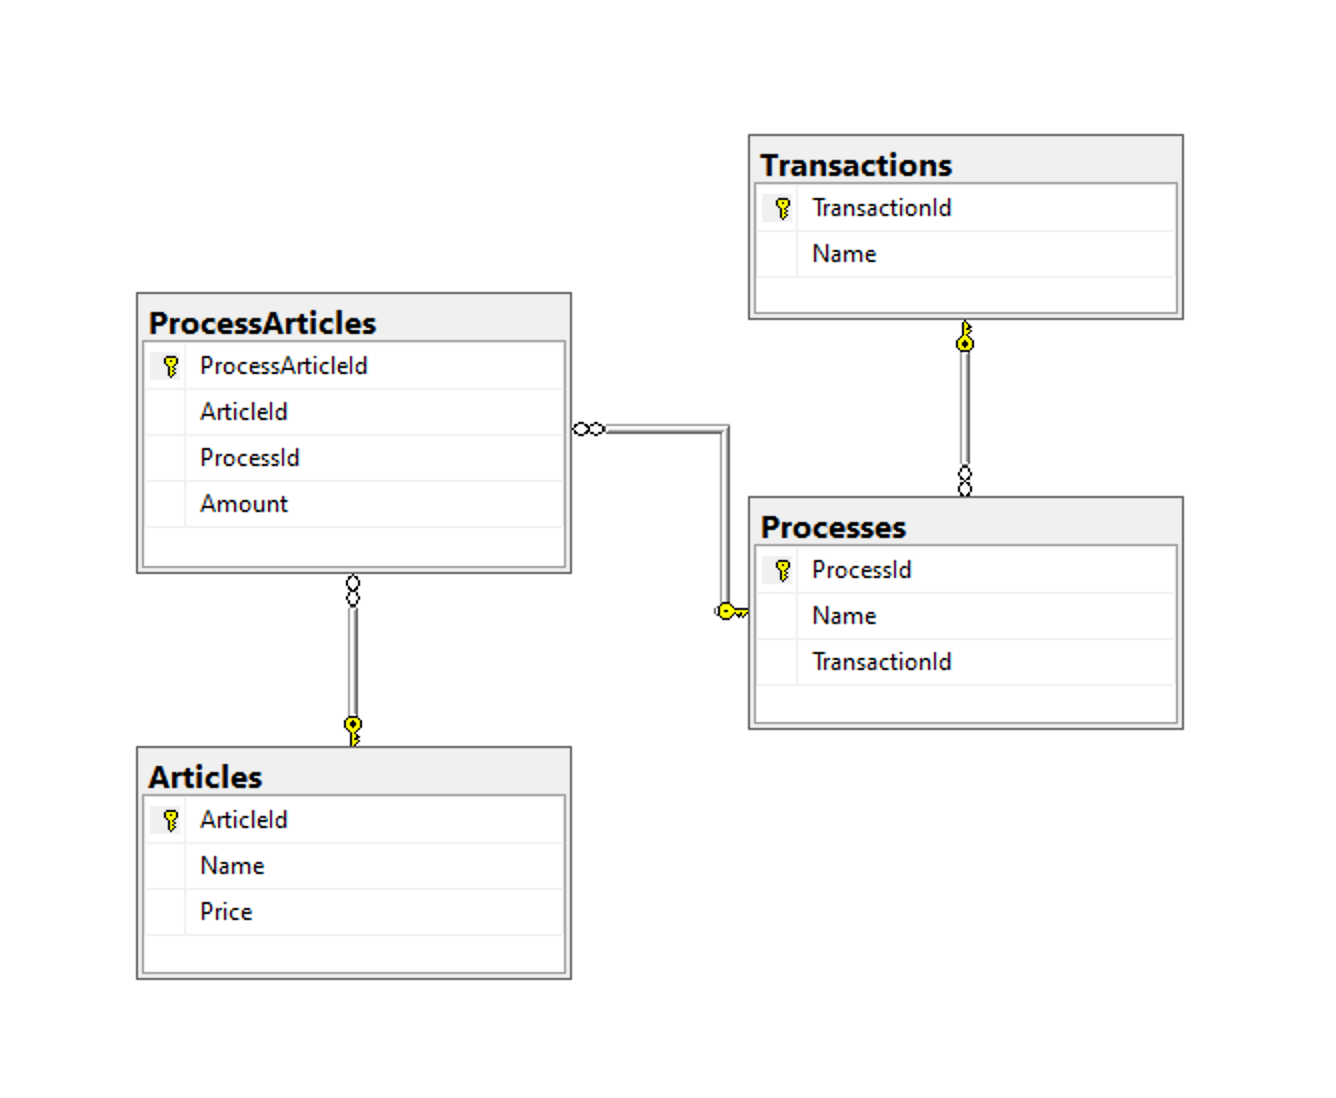 Transactions
TransactionId
Name
ProcessArticles
ProcessArticleId
ArticleId
ProcessId
Amount
Processes
ProcessId
Name
TransactionId
Articles
ArticleId
Name
Price